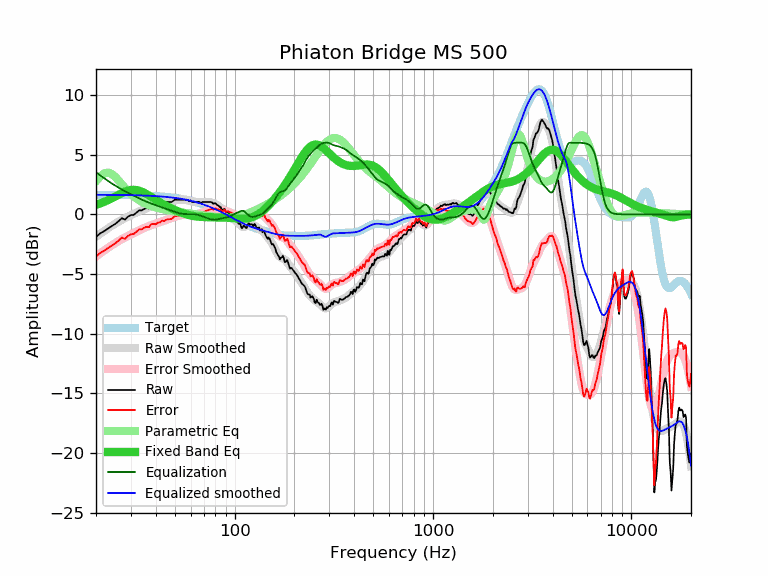 Phiaton Bridge MS 500
10
5
0
−5
−10
−15
−20
−25
Amplitude (dBr)
Target
Raw Smoothed
Error Smoothed
Raw
Error
Parametric Eq
Fixed Band Eq
Equalization
Equalized smoothed
100
1000
10000
Frequency (Hz)